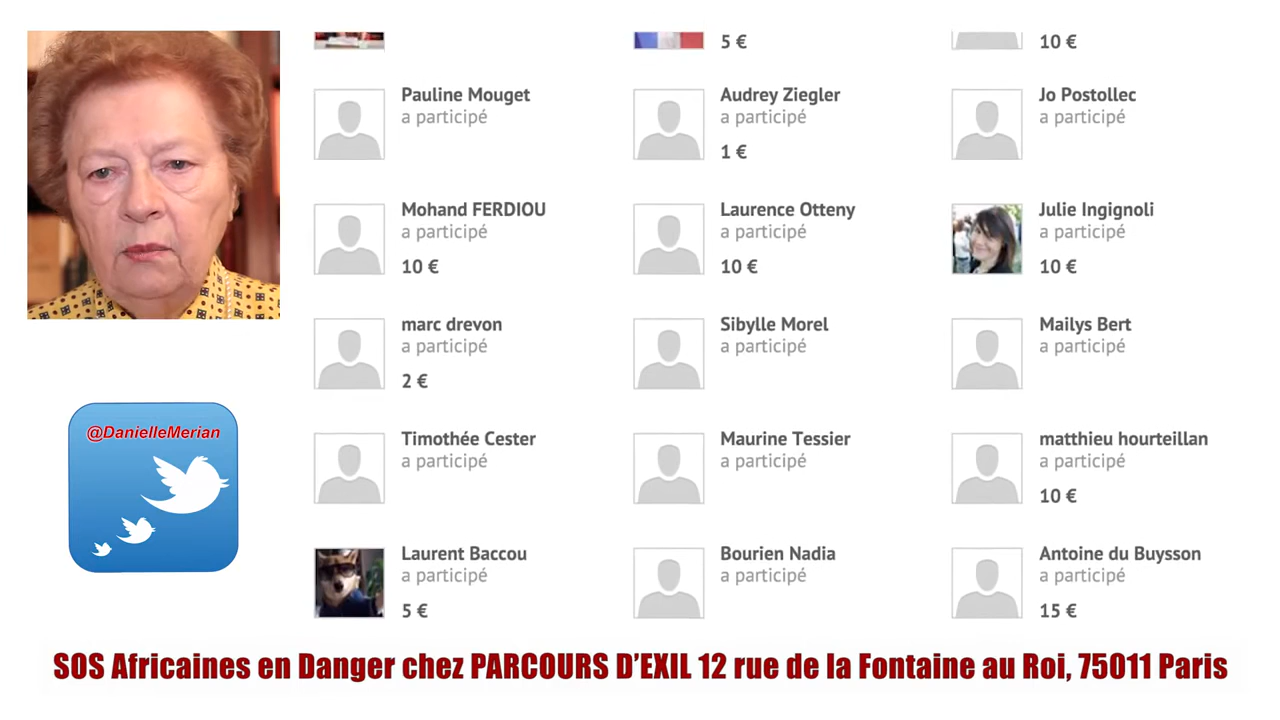 5 €
10 €
Pauline Mouget
a participé
Audrey Ziegler
a participé
1 €
Jo Postollec
a participé
Mohand FERDIOU
a participé
10 €
Laurence Otteny
a participé
10 €
Julie Ingignoli
a participé
10 €
marc drevon
a participé
2 €
Sibylle Morel
a participé
Mailys Bert
a participé
@DanielleMerian
Timothée Cester
a participé
Maurine Tessier
a participé
matthieu hourteillan
a participé
10 €
Laurent Baccou
a participé
5 €
Bourien Nadia
a participé
Antoine du Buysson
a participé
15 €
SOS Africaines en Danger chez PARCOURS D'EXIL 12 rue de la Fontaine au Roi, 75011 Paris